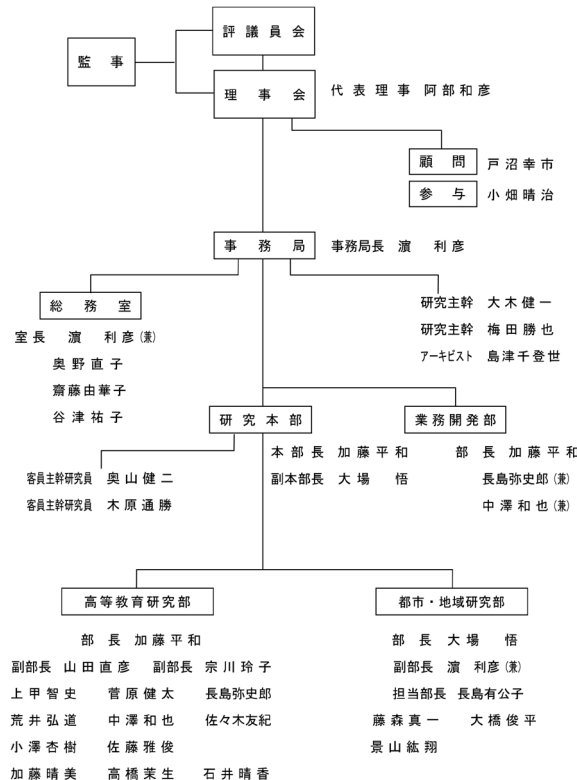 評議員会
監事
理事会
代表理事 阿部和彦
顧問 戸沼幸市
参与 小畑晴治
事務局
事務局長 濵 利彦
総務室
室長 濵 利彦(兼)
奥野直子
齋藤由華子
谷津祐子
研究主幹 大木健一
研究主幹 梅田勝也
アーキビスト 島津千登世
研究本部
本部長 加藤平和
副本部長 大場 悟
客員主幹研究員 奥山健二
客員主幹研究員 木原通勝
業務開発部
部長 加藤平和
長島弥史郎(兼)
中澤和也(兼)
高等教育研究部
部長 加藤平和
副部長 山田直彦 副部長 宗川玲子
上甲智史 菅原健太 長島弥史郎
荒井弘道 中澤和也 佐々木友紀
小澤杏樹 佐藤雅俊
加藤晴美 高橋茉生 石井晴香
都市・地域研究部
部長 大場 悟
副部長 濵 利彦(兼)
担当部長 長島有公子
藤森真一 大橋俊平
景山紘翔